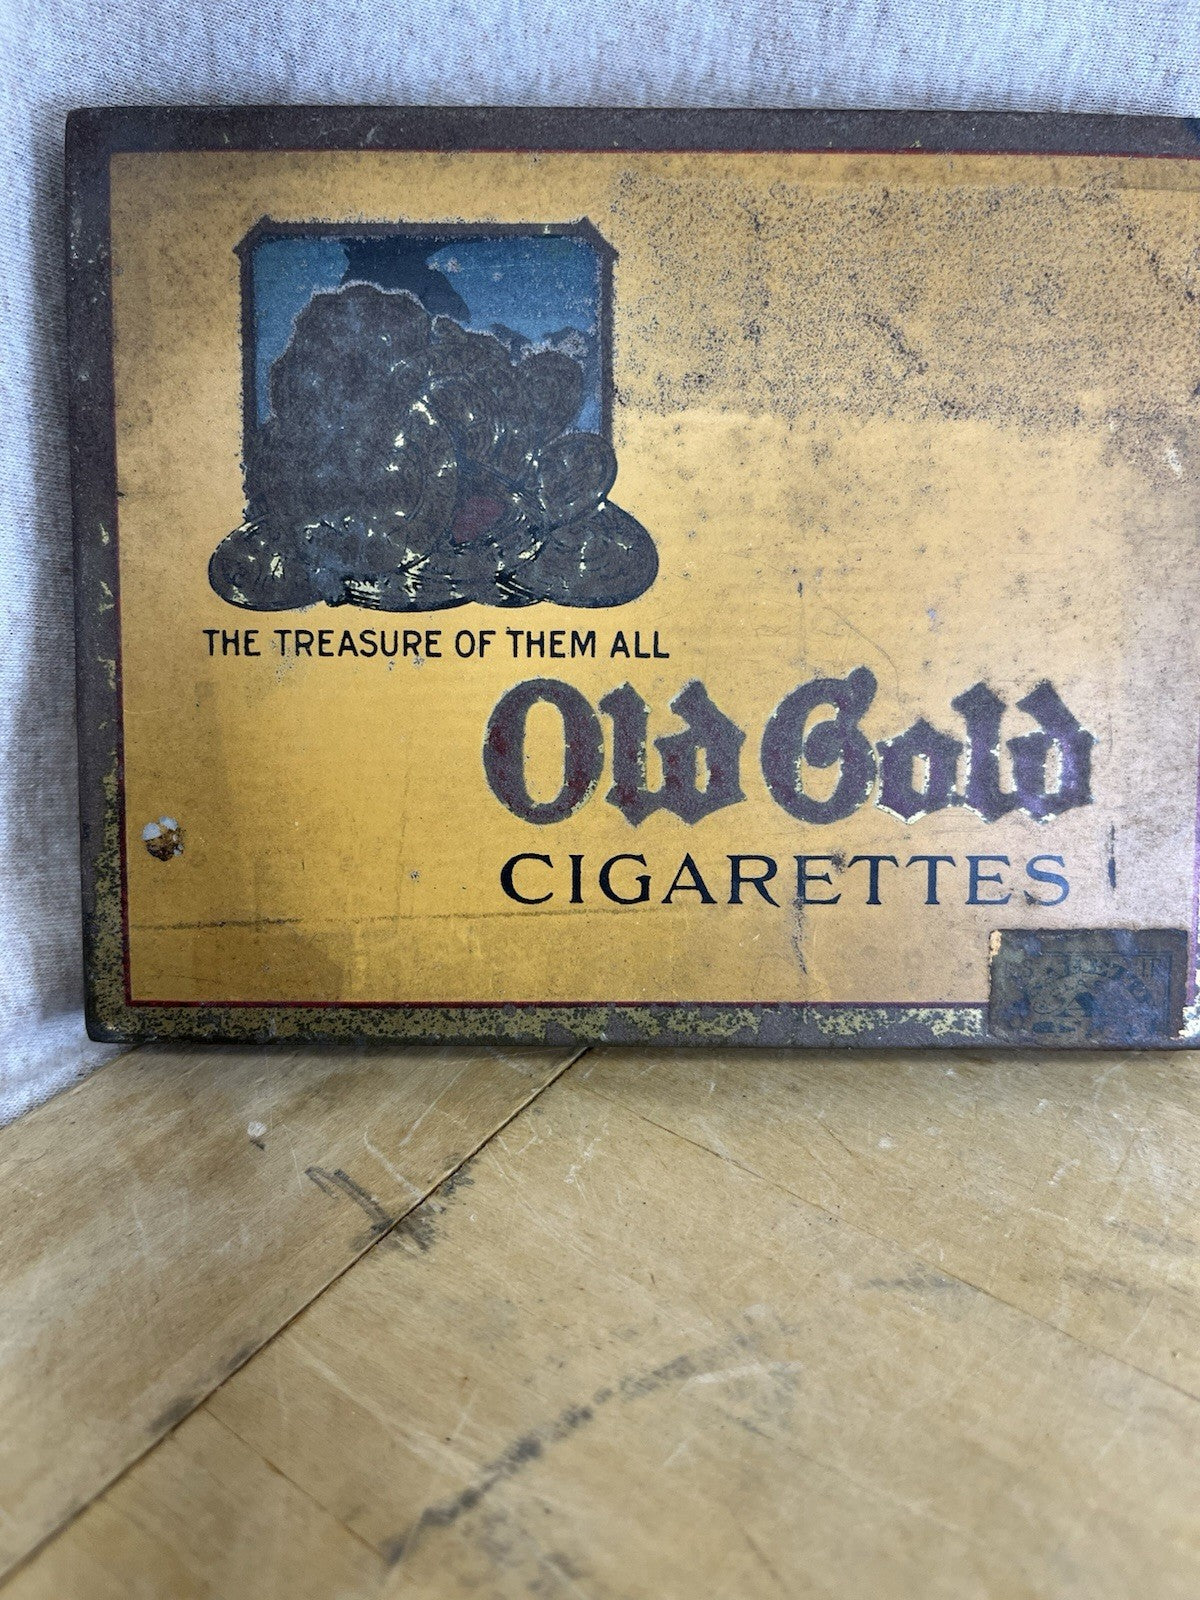 THE TREASURE OF THEM ALL
Old Gold
CIGARETTES